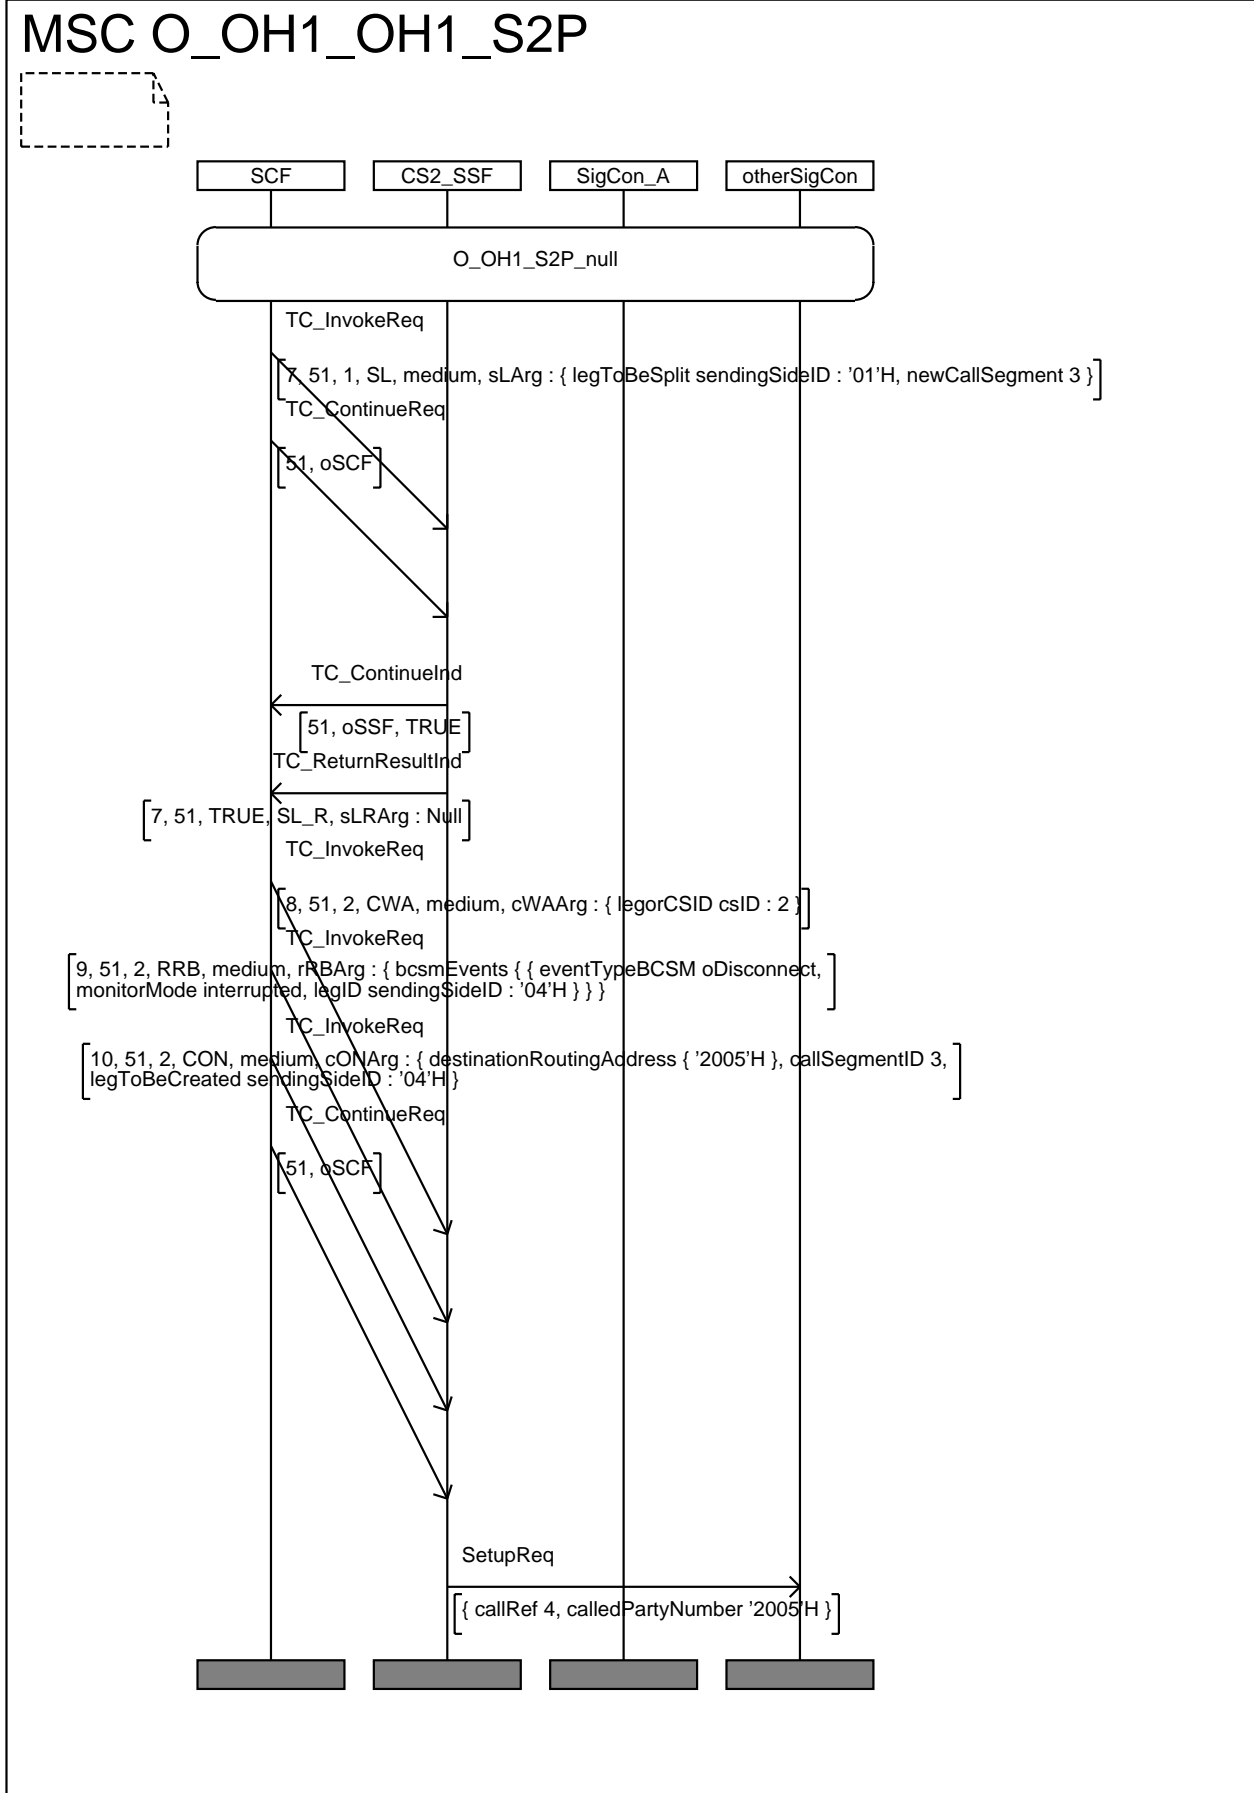 MSC O_OH1_OH1_S2P
SCF
CS2_SSF
SigCon_A
otherSigCon
O_OH1_S2P_null
TC_InvokeReq
7, 51, 1, SL, medium, sLArg : { legToBeSplit sendingSideID : '01'H, newCallSegment 3 }
TC_ContinueReq
51, oSCF
TC_ContinueInd
51, oSSF, TRUE
TC_ReturnResultInd
7, 51, TRUE, SL_R, sLRArg : Null
TC_InvokeReq
8, 51, 2, CWA, medium, cWAArg : { legorCSID csID : 2 }
TC_InvokeReq
9, 51, 2, RRB, medium, rRBArg : { bcsmEvents { { eventTypeBCSM oDisconnect,
monitorMode interrupted, legID sendingSideID : '04'H } } }
TC_InvokeReq
10, 51, 2, CON, medium, cONArg : { destinationRoutingAddress { '2005'H }, callSegmentID 3,
legToBeCreated sendingSideID : '04'H }
TC_ContinueReq
51, oSCF
SetupReq
{ callRef 4, calledPartyNumber '2005'H }